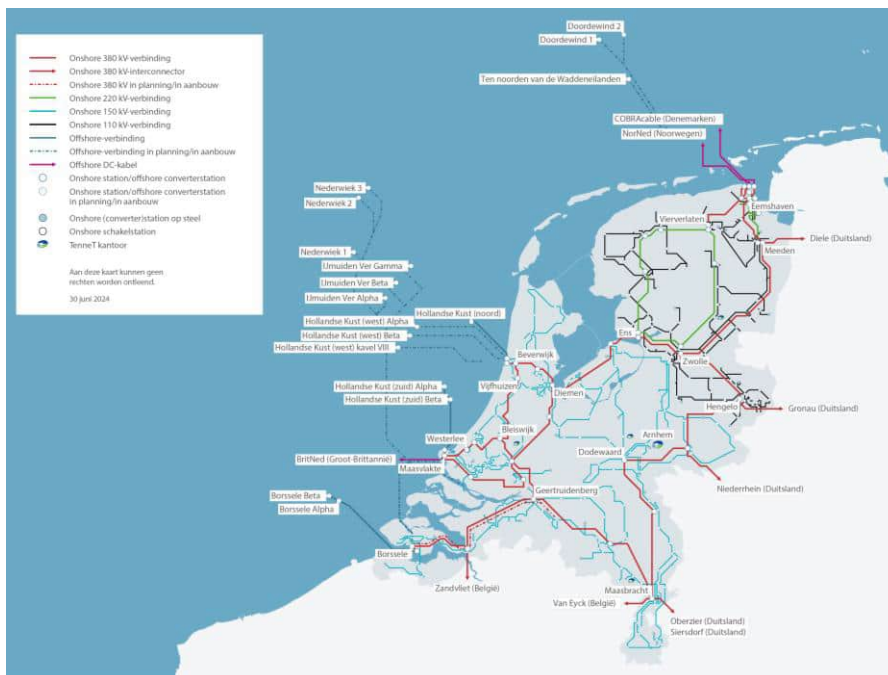 Onshore 380 kV-verbinding
Onshore 380 kV-interconnector
Onshore 380 kV in planning/in aanbouw
Onshore 220 kV-verbinding
Onshore 150 kV-verbinding
Onshore 110 kV-verbinding
Offshore-verbinding
Offshore-verbinding in planning/in aanbouw
Offshore DC-kabel
Onshore station/offshore converterstation
Onshore station/offshore converterstation
in planning/in aanbouw
Onshore (converter)station op steel
Onshore schakelstation
TenneT kantoor
Aan deze kaart kunnen geen
rechten worden ontleend.
30 juni 2024
Doordewind 2
Doordewind 1
Ten noorden van de Waddeneilanden
COBRAcable (Denemarken)
NorNed (Noorwegen)
Nederwiek 3
Nederwiek 2
Eemshaven
Vierverlaten
Meeden
Diele (Duitsland)
Nederwiek 1
IJmuiden Ver Gamma
IJmuiden Ver Beta
IJmuiden Ver Alpha
Hollandse Kust (noord)
Hollandse Kust (west) Alpha
Hollandse Kust (west) Beta
Hollandse Kust (west) kavel VIII
Ens
Beverwijk
Zwolle
Vijfhuizen
Diemen
Hollandse Kust (zuid) Alpha
Hollandse Kust (zuid) Beta
Hengelo
Gronau (Duitsland)
Bleiswijk
Westerlee
Arnhem
Dodewaard
BritNed (Groot-Brittannië)
Maasvlakte
Niederrhein (Duitsland)
Geertruidenberg
Borssele Beta
Borssele Alpha
Borssele
Zandvliet (België)
Maasbracht
Van Eyck (België)
Oberzier (Duitsland)
Siersdorf (Duitsland)